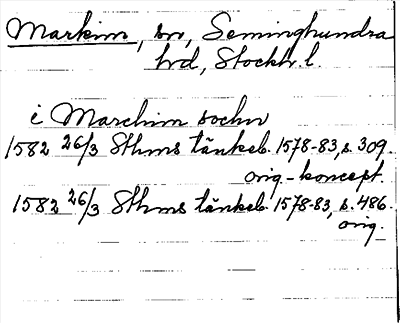 Markim, sn, Seminghundra
hd, Stockh. l.
i Marchim sochn
1582 26/3 Sthms tänkeb. 1578-83, s. 309.
orig.-koncept.
1582 26/3 Sthms tänkeb. 1578-83, s. 486.
orig.